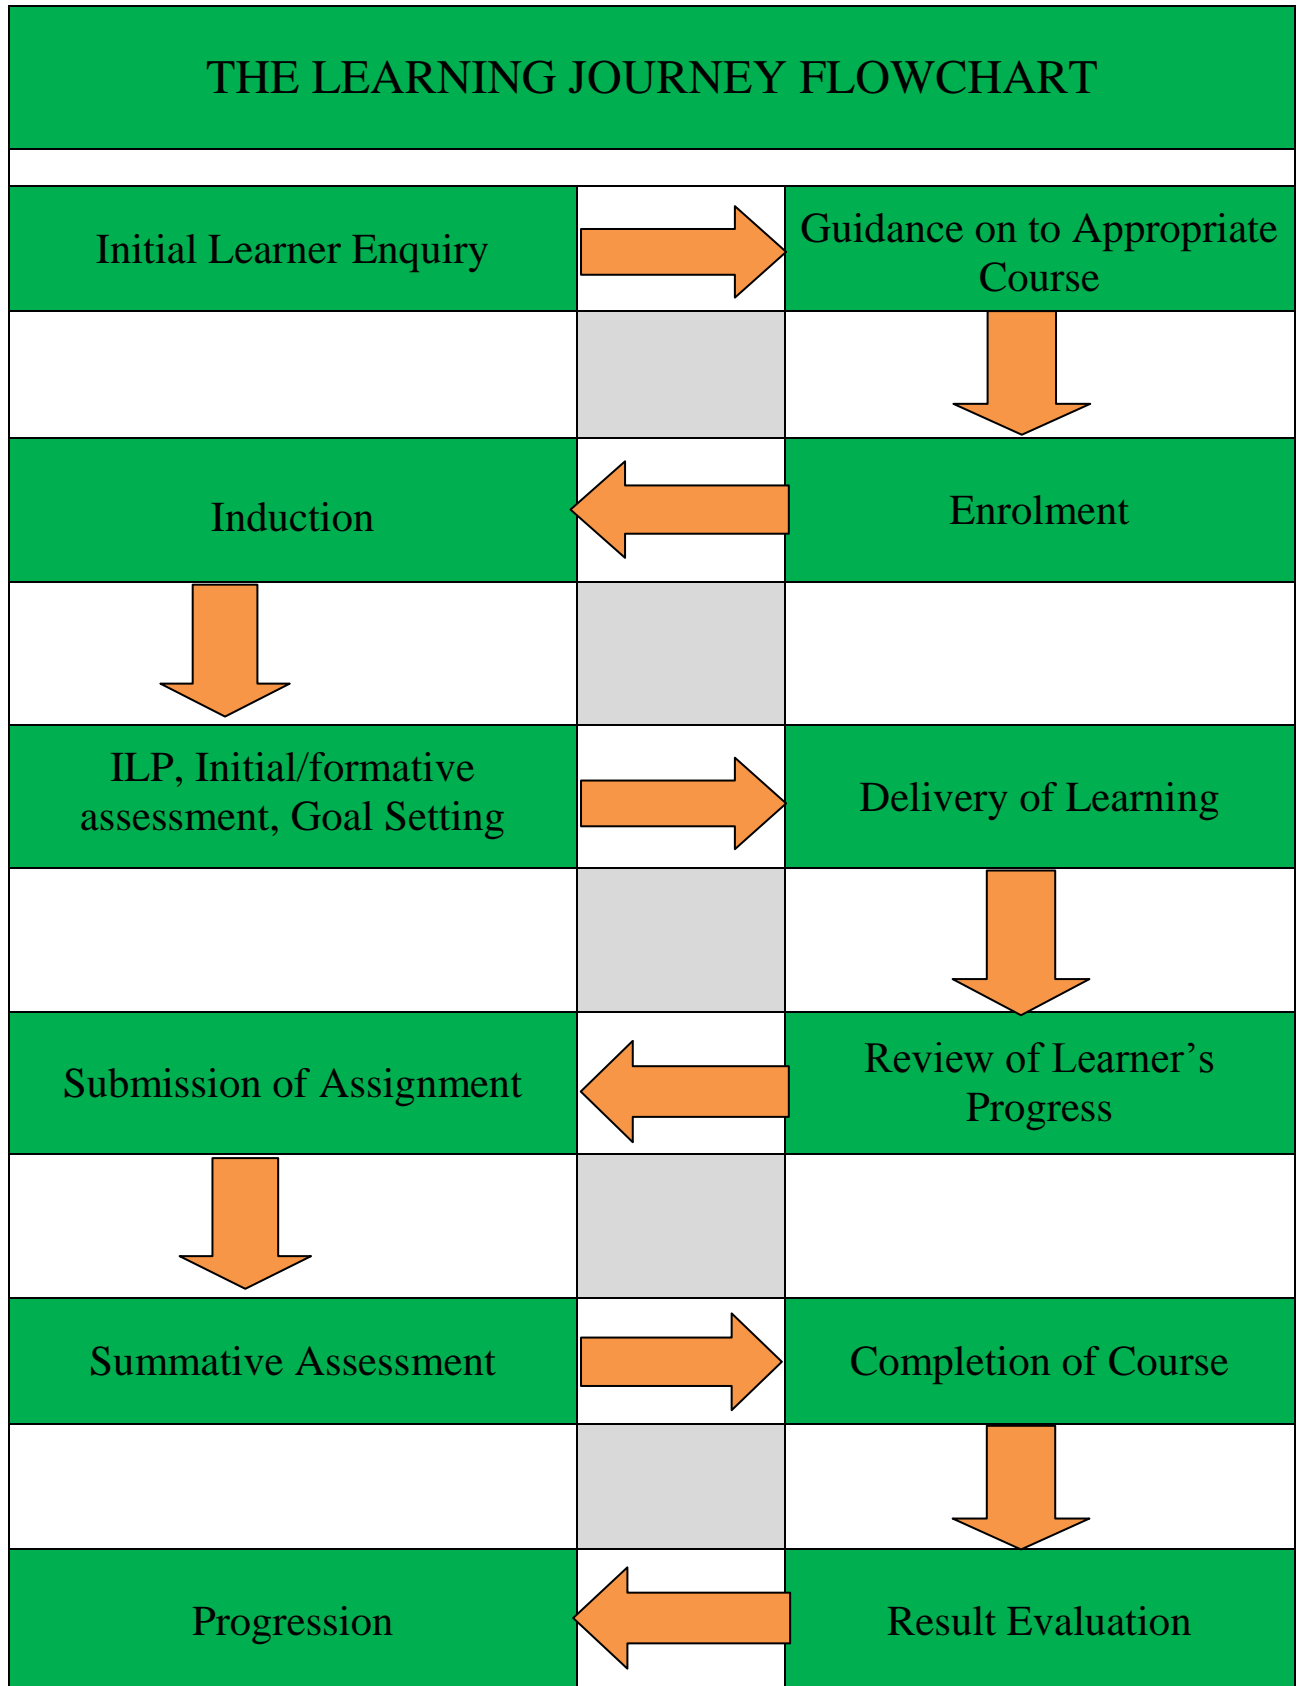 THE LEARNING JOURNEY FLOWCHART
Initial Learner Enquiry
Guidance on to Appropriate
Course
Induction
Enrolment
ILP, Initial/formative
assessment, Goal Setting
Delivery of Learning
Submission of Assignment
Review of Learner’s
Progress
Summative Assessment
Completion of Course
Progression
Result Evaluation